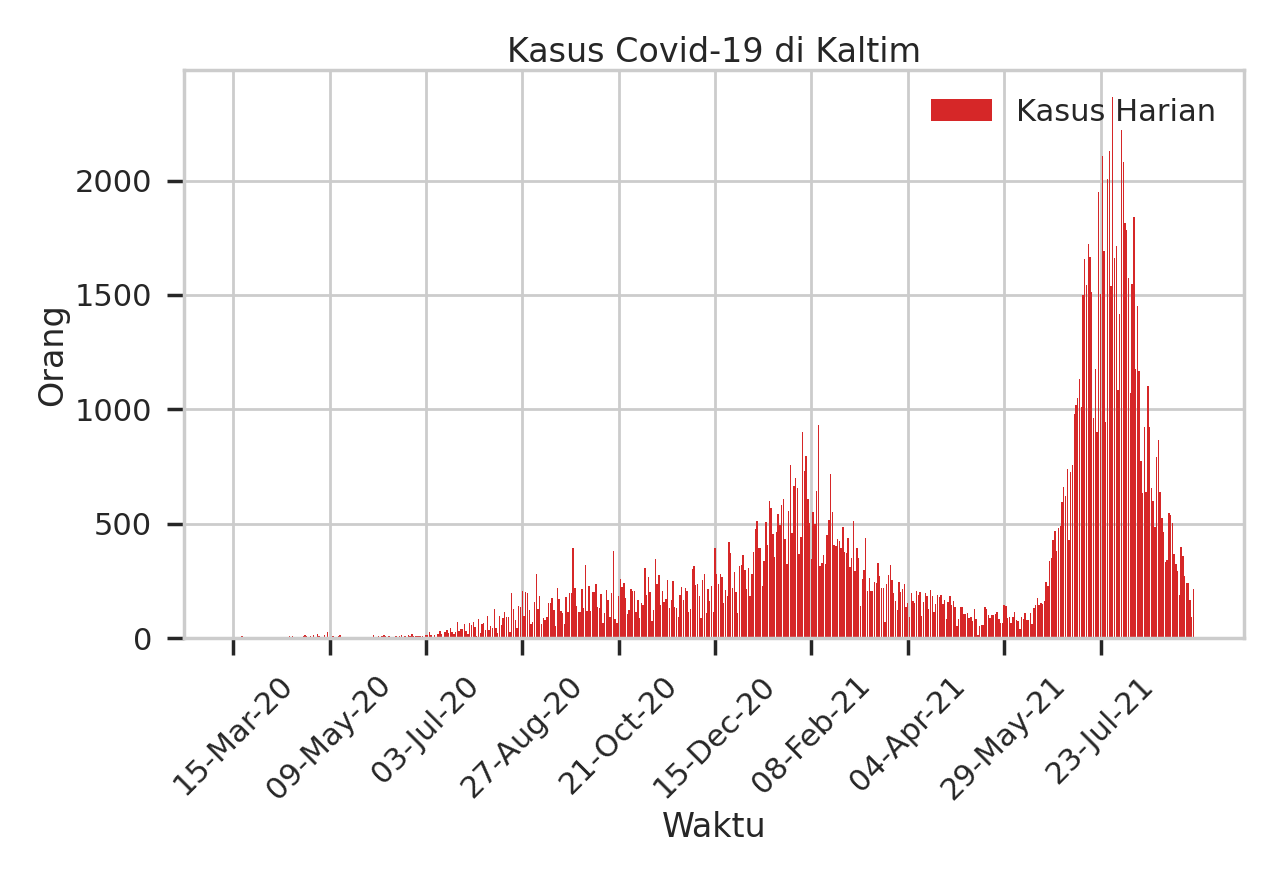 Kasus Covid-19 di Kaltim
Kasus Harian
2000
1500
1000
500
0
Orang
15-Mar-20
09-May-20
03-Jul-20
27-Aug-20
21-Oct-20
15-Dec-20
08-Feb-21
04-Apr-21
29-May-21
23-Jul-21
Waktu